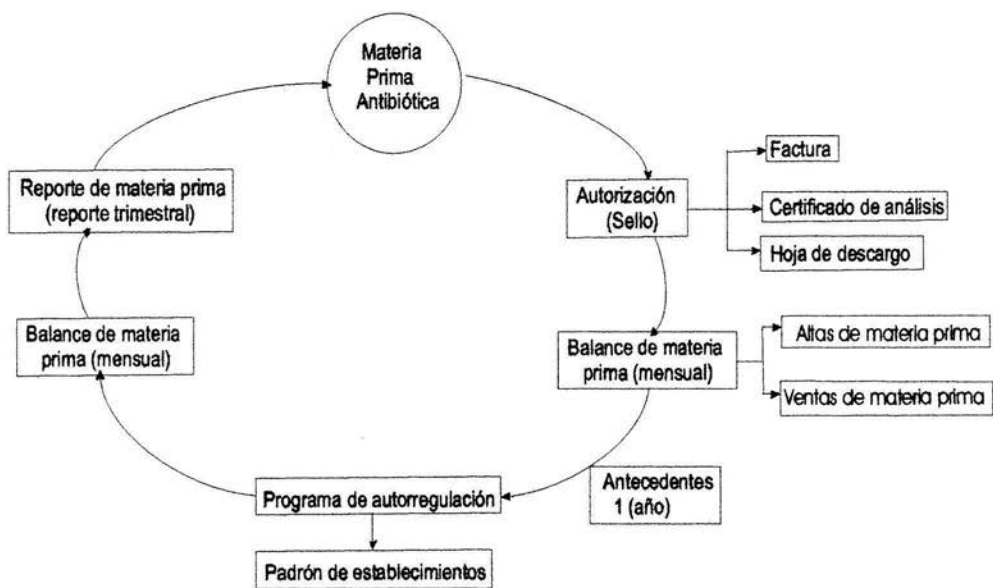 Materia
Prima
Antibiótica
Reporte de materia prima
(reporte trimestral)
Autorización
(Sello)
Factura
Certificado de análisis
Hoja de descargo
Balance de materia
prima (mensual)
Balance de materia
prima (mensual)
Altas de materia prima
Ventas de materia prima
Antecedentes
1 (año)
Programa de autorregulación
Padrón de establecimientos